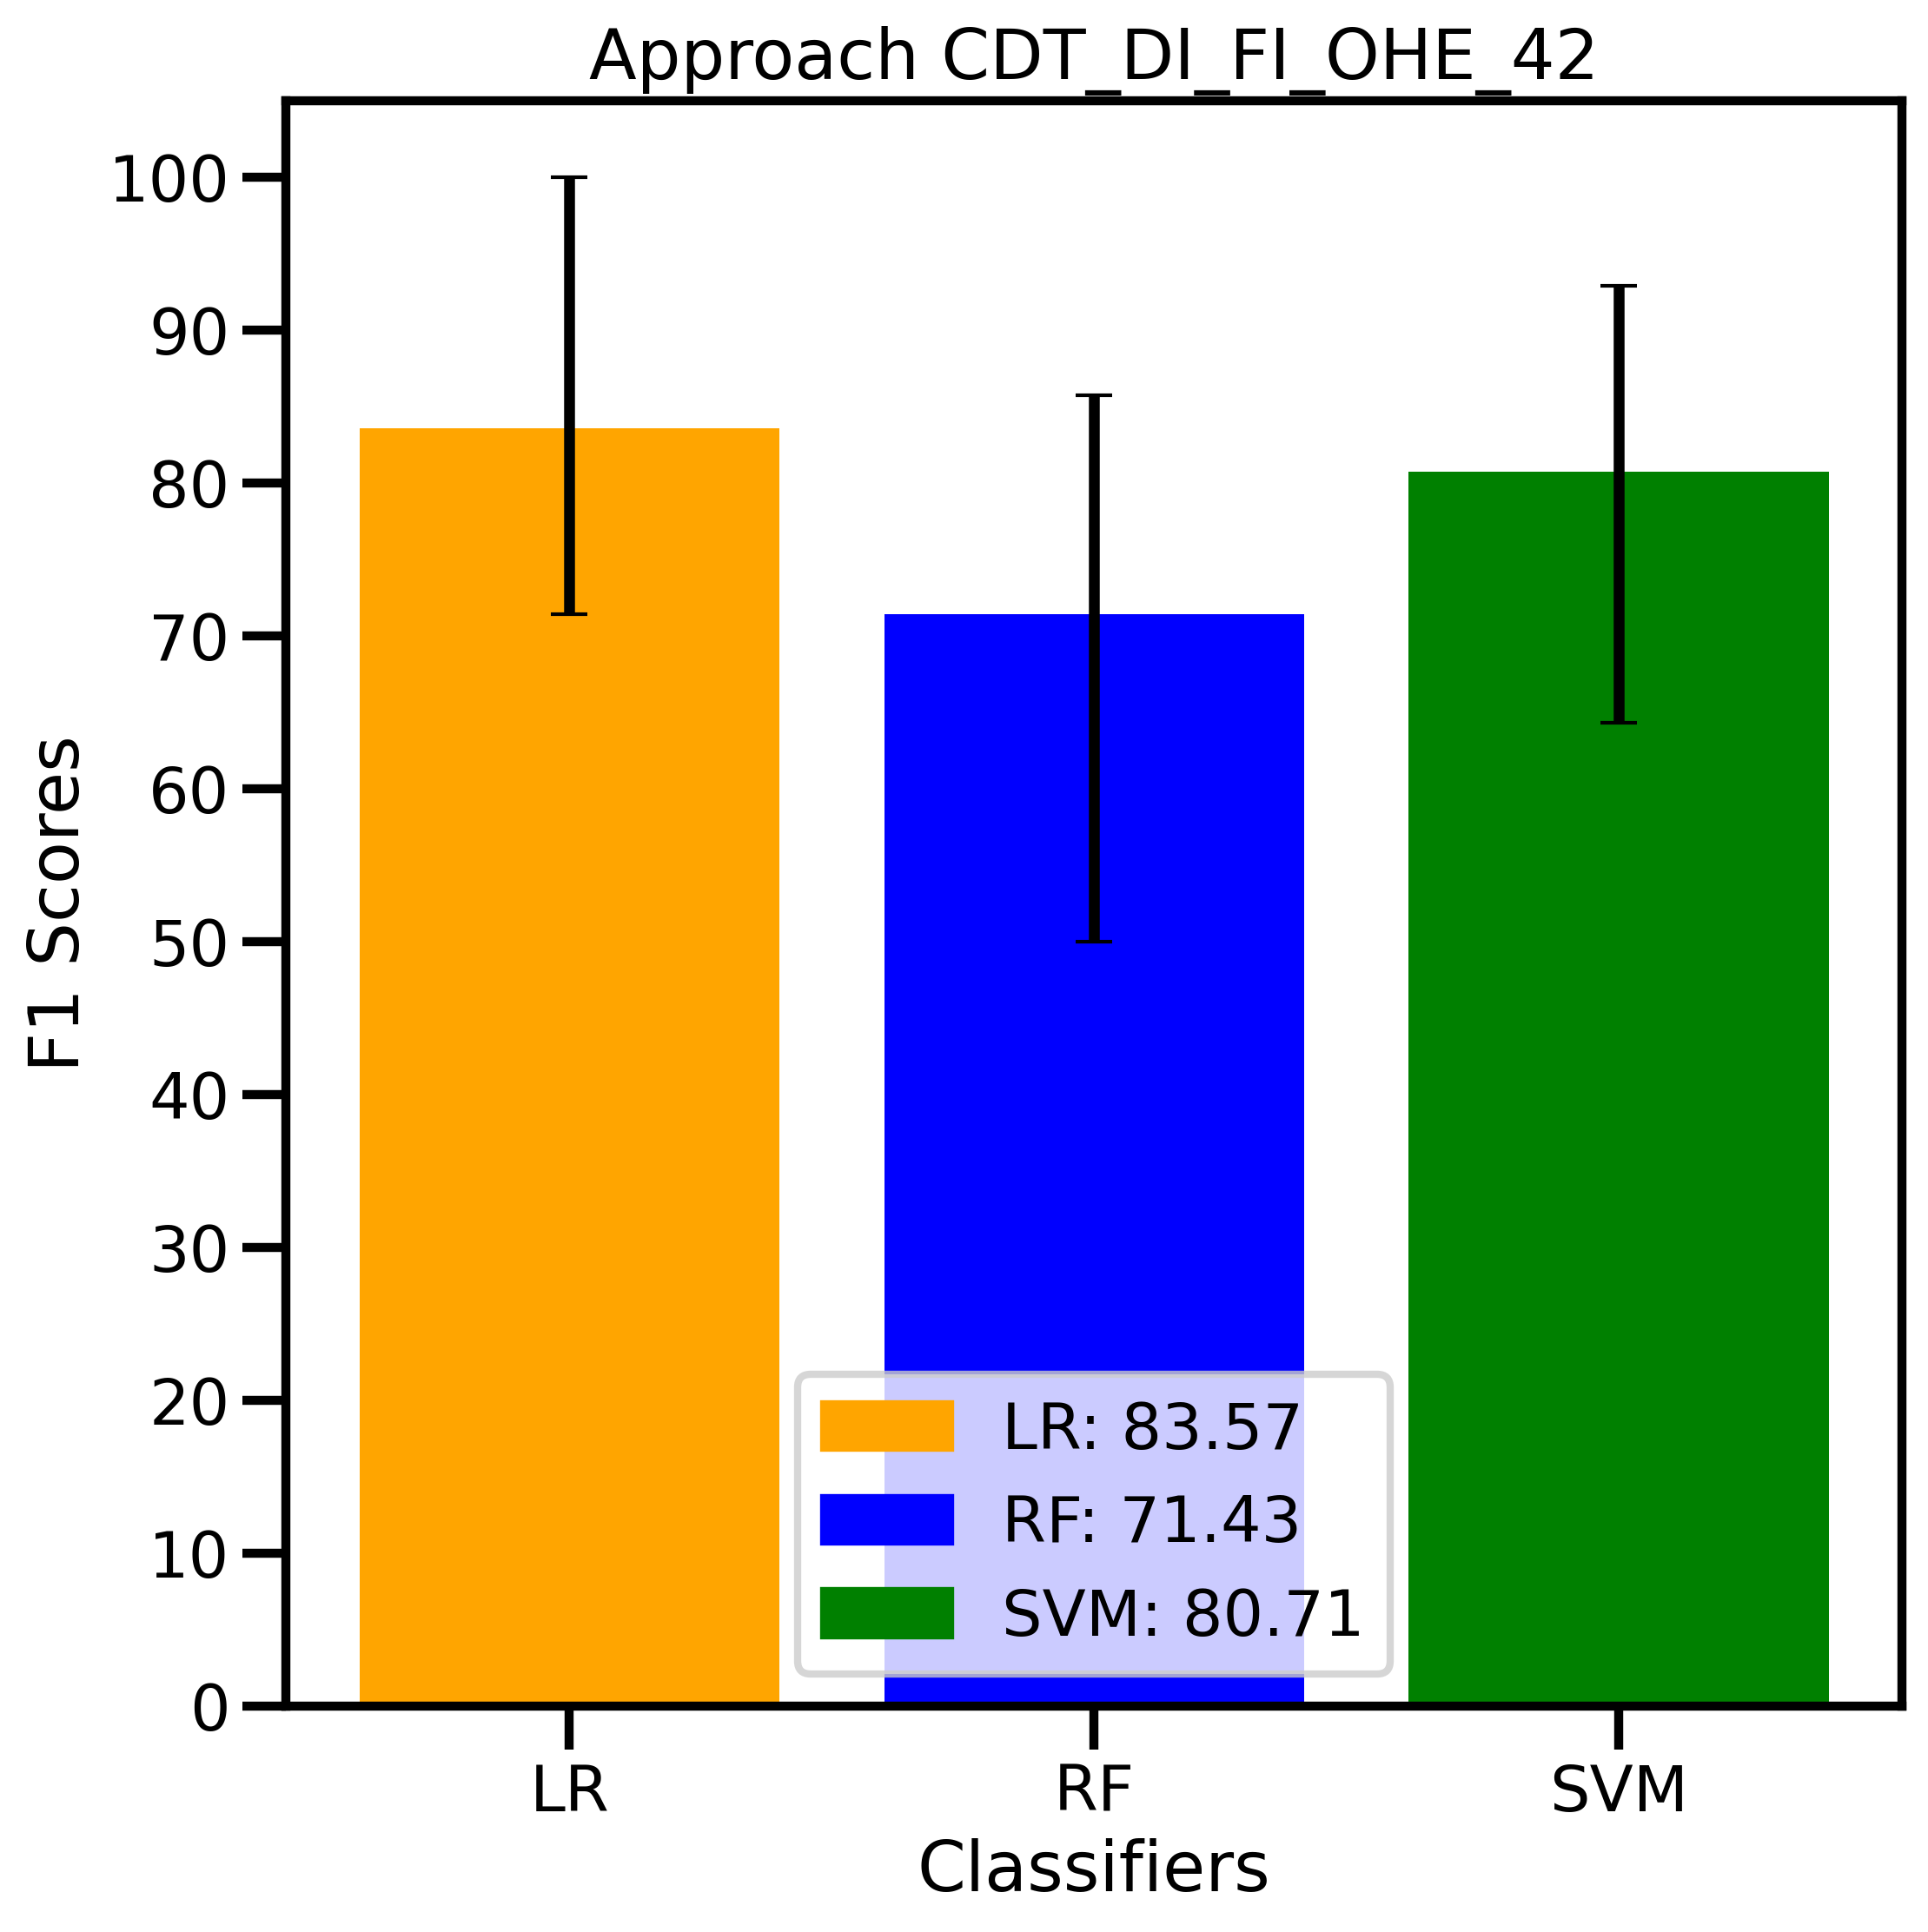 Approach CDT_DI_FI_OHE_42
100
90
80
70
60
50
40
30
20
10
0
F1 Scores
LR: 83.57
RF: 71.43
SVM: 80.71
LR RF SVM
Classifiers